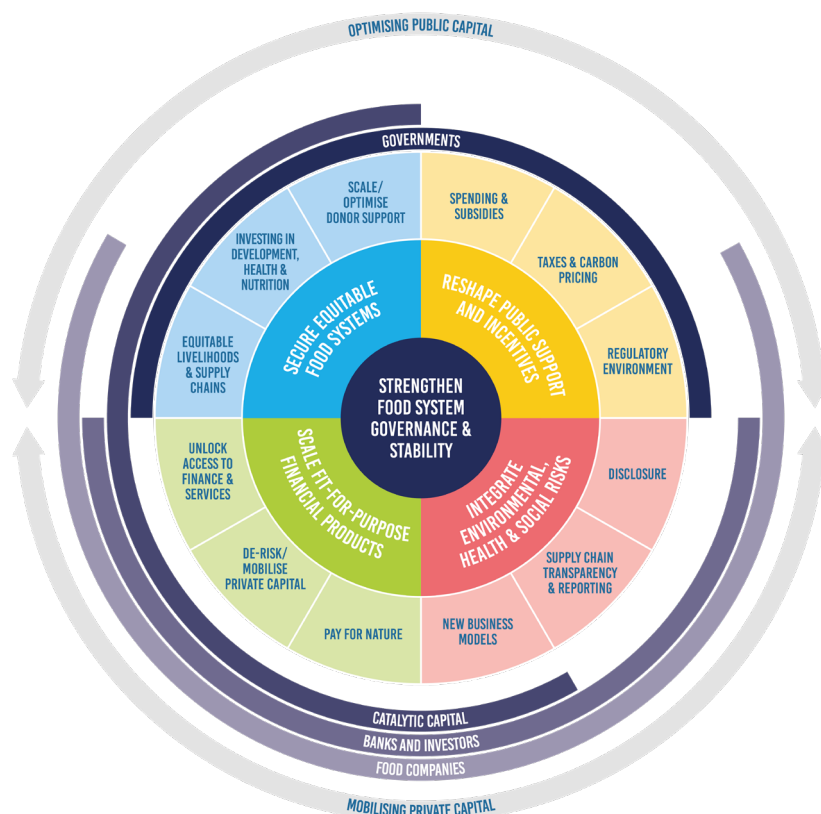 OPTIMISING PUBLIC CAPITAL
GOVERNMENTS
SCALE/
OPTIMISE
DONOR SUPPORT
SPENDING &
SUBSIDIES
INVESTING IN
DEVELOPMENT,
HEALTH &
NUTRITION
TAXES & CARBON
PRICING
EQUITABLE
LIVELIHOODS
& SUPPLY
CHAINS
REGULATORY
ENVIRONMENT
SECURE EQUITABLE
FOOD SYSTEMS
RESHAPE PUBLIC SUPPORT
AND INCENTIVES
STRENGTHEN
FOOD SYSTEM
GOVERNANCE &
STABILITY
SCALE FIT-FOR-PURPOSE
FINANCIAL PRODUCTS
INTEGRATE
ENVIRONMENTAL,
HEALTH & SOCIAL RISKS
UNLOCK
ACCESS TO
FINANCE &
SERVICES
DISCLOSURE
DE-RISK/
MOBILISE
PRIVATE CAPITAL
SUPPLY CHAIN
TRANSPARENCY
& REPORTING
PAY FOR NATURE
NEW BUSINESS
MODELS
CATALYTIC CAPITAL
BANKS AND INVESTORS
FOOD COMPANIES
MOBILISING PRIVATE CAPITAL